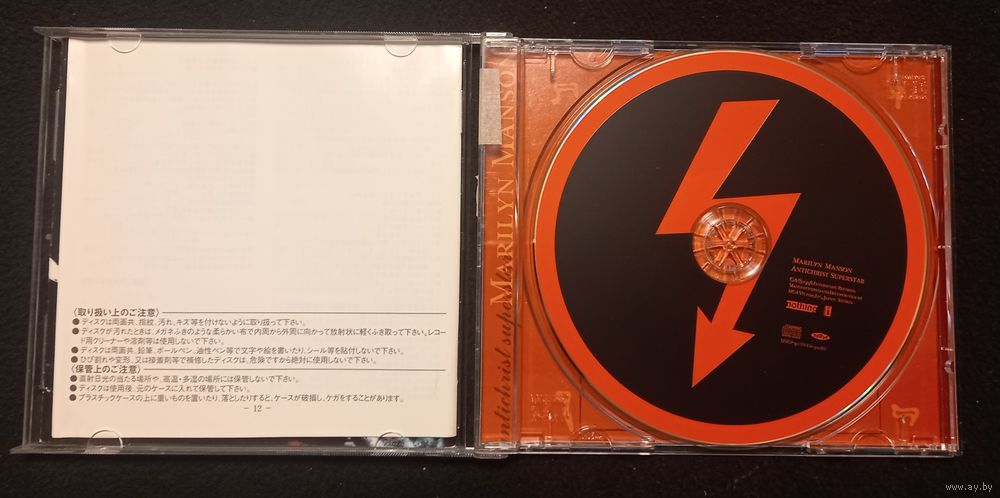 〈取り扱い上のご注意〉
●ディスクは両面共、指紋、汚れ、キズ等を付けないように取り扱って下さい。
●ディスクが汚れたときは、メガネふきのような柔らかい布で内周から外周に向かって放射状に軽くふき取って下さい。レコー
ド用クリーナーや溶剤等は使用しないで下さい。
●ディスクは両面共、鉛筆、ボールペン、油性ペン等で文字や絵を書いたり、シール等を貼付しないで下さい。
●ひび割れや変形、又は接着剤等で補修したディスクは、危険ですから絶対に使用しないで下さい。
〈保管上のご注意〉
●直射日光の当たる場所や、高温・多湿の場所には保管しないで下さい。
●ディスクは使用後、元のケースに入れて保管して下さい。
●プラスチックケースの上に重いものを置いたり、落としたりすると、ケースが破損し、ケガをすることがあります。
- 12 -
MARILYN MANSO
antichrist supersta
MARILYN MANSON
ANTICHRIST SUPERSTAR
nothing
www.ay.by